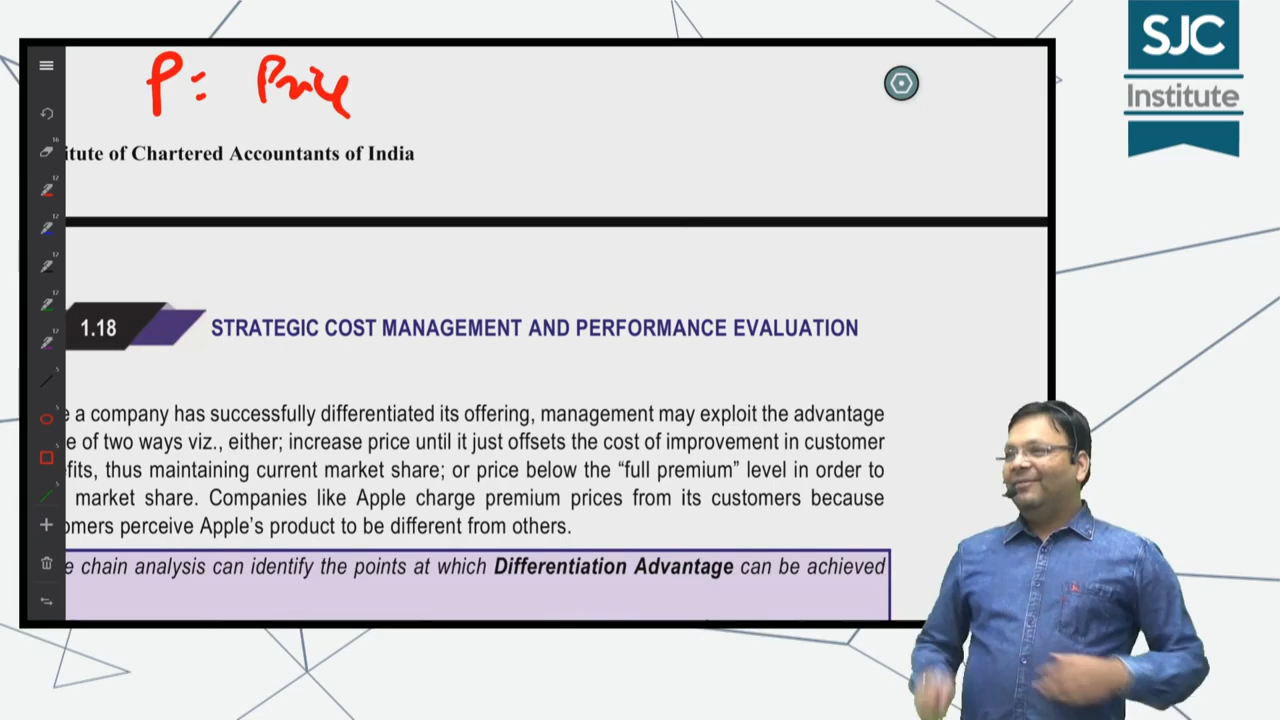 P: Price
itute of Chartered Accountants of India
1.18 STRATEGIC COST MANAGEMENT AND PERFORMANCE EVALUATION
e a company has successfully differentiated its offering, management may exploit the advantage
e of two ways viz., either; increase price until it just offsets the cost of improvement in customer
fits, thus maintaining current market share; or price below the “full premium” level in order to
market share. Companies like Apple charge premium prices from its customers because
omers perceive Apple’s product to be different from others.
e chain analysis can identify the points at which Differentiation Advantage can be achieved
SJC
Institute